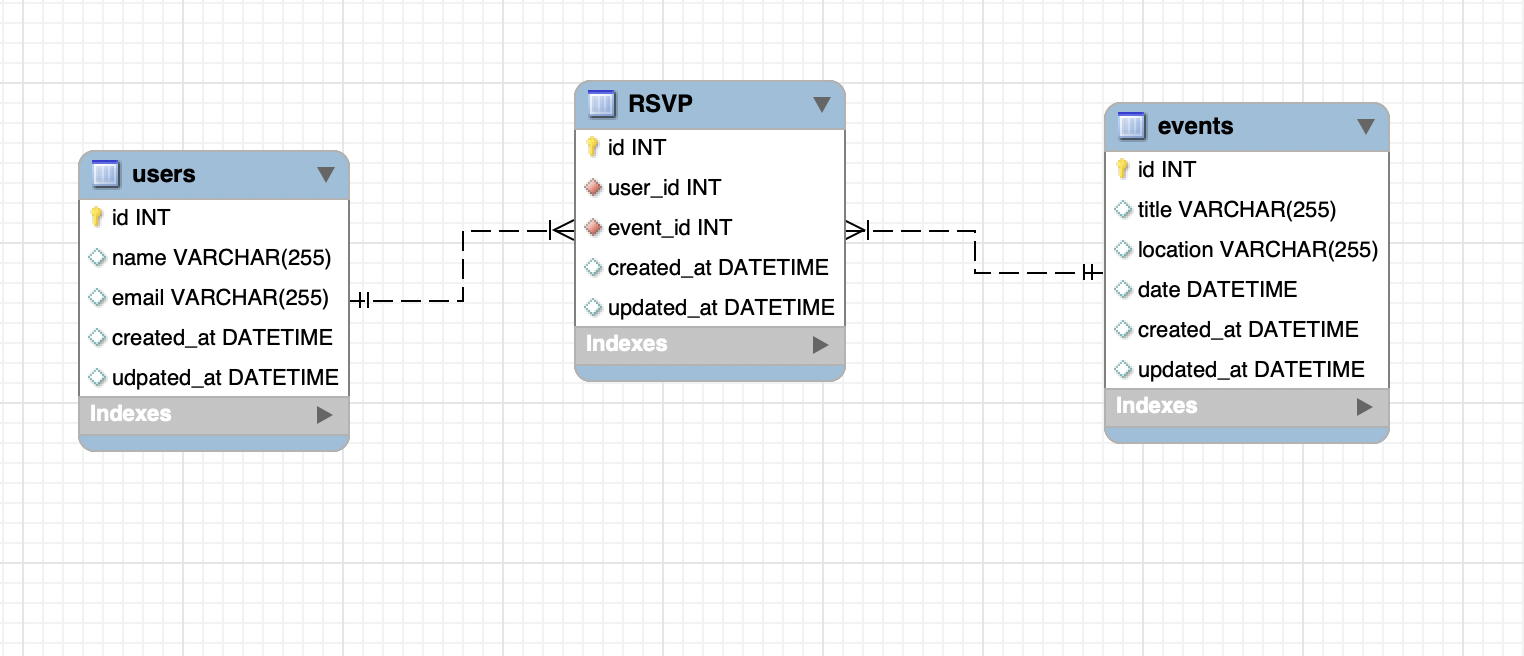 users
id INT
name VARCHAR(255)
email VARCHAR(255)
created_at DATETIME
udpated_at DATETIME
Indexes
RSVP
id INT
user_id INT
event_id INT
created_at DATETIME
updated_at DATETIME
Indexes
events
id INT
title VARCHAR(255)
location VARCHAR(255)
date DATETIME
created_at DATETIME
updated_at DATETIME
Indexes